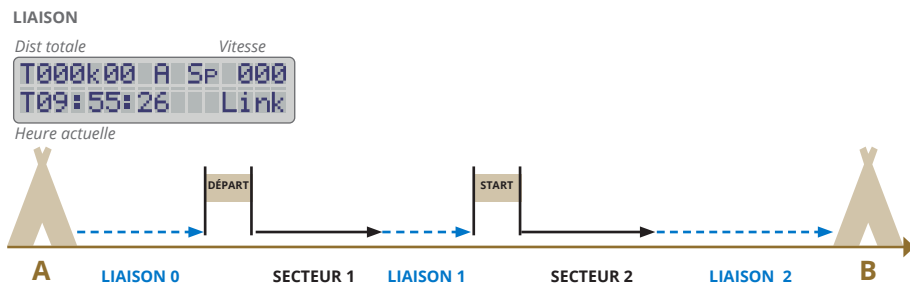 LIAISON
Dist totale Vitesse
T000k00 A Sp 000
T09:55:26 Link
Heure actuelle
DÉPART START
A LIAISON 0 SECTEUR 1 LIAISON 1 SECTEUR 2 LIAISON 2 B